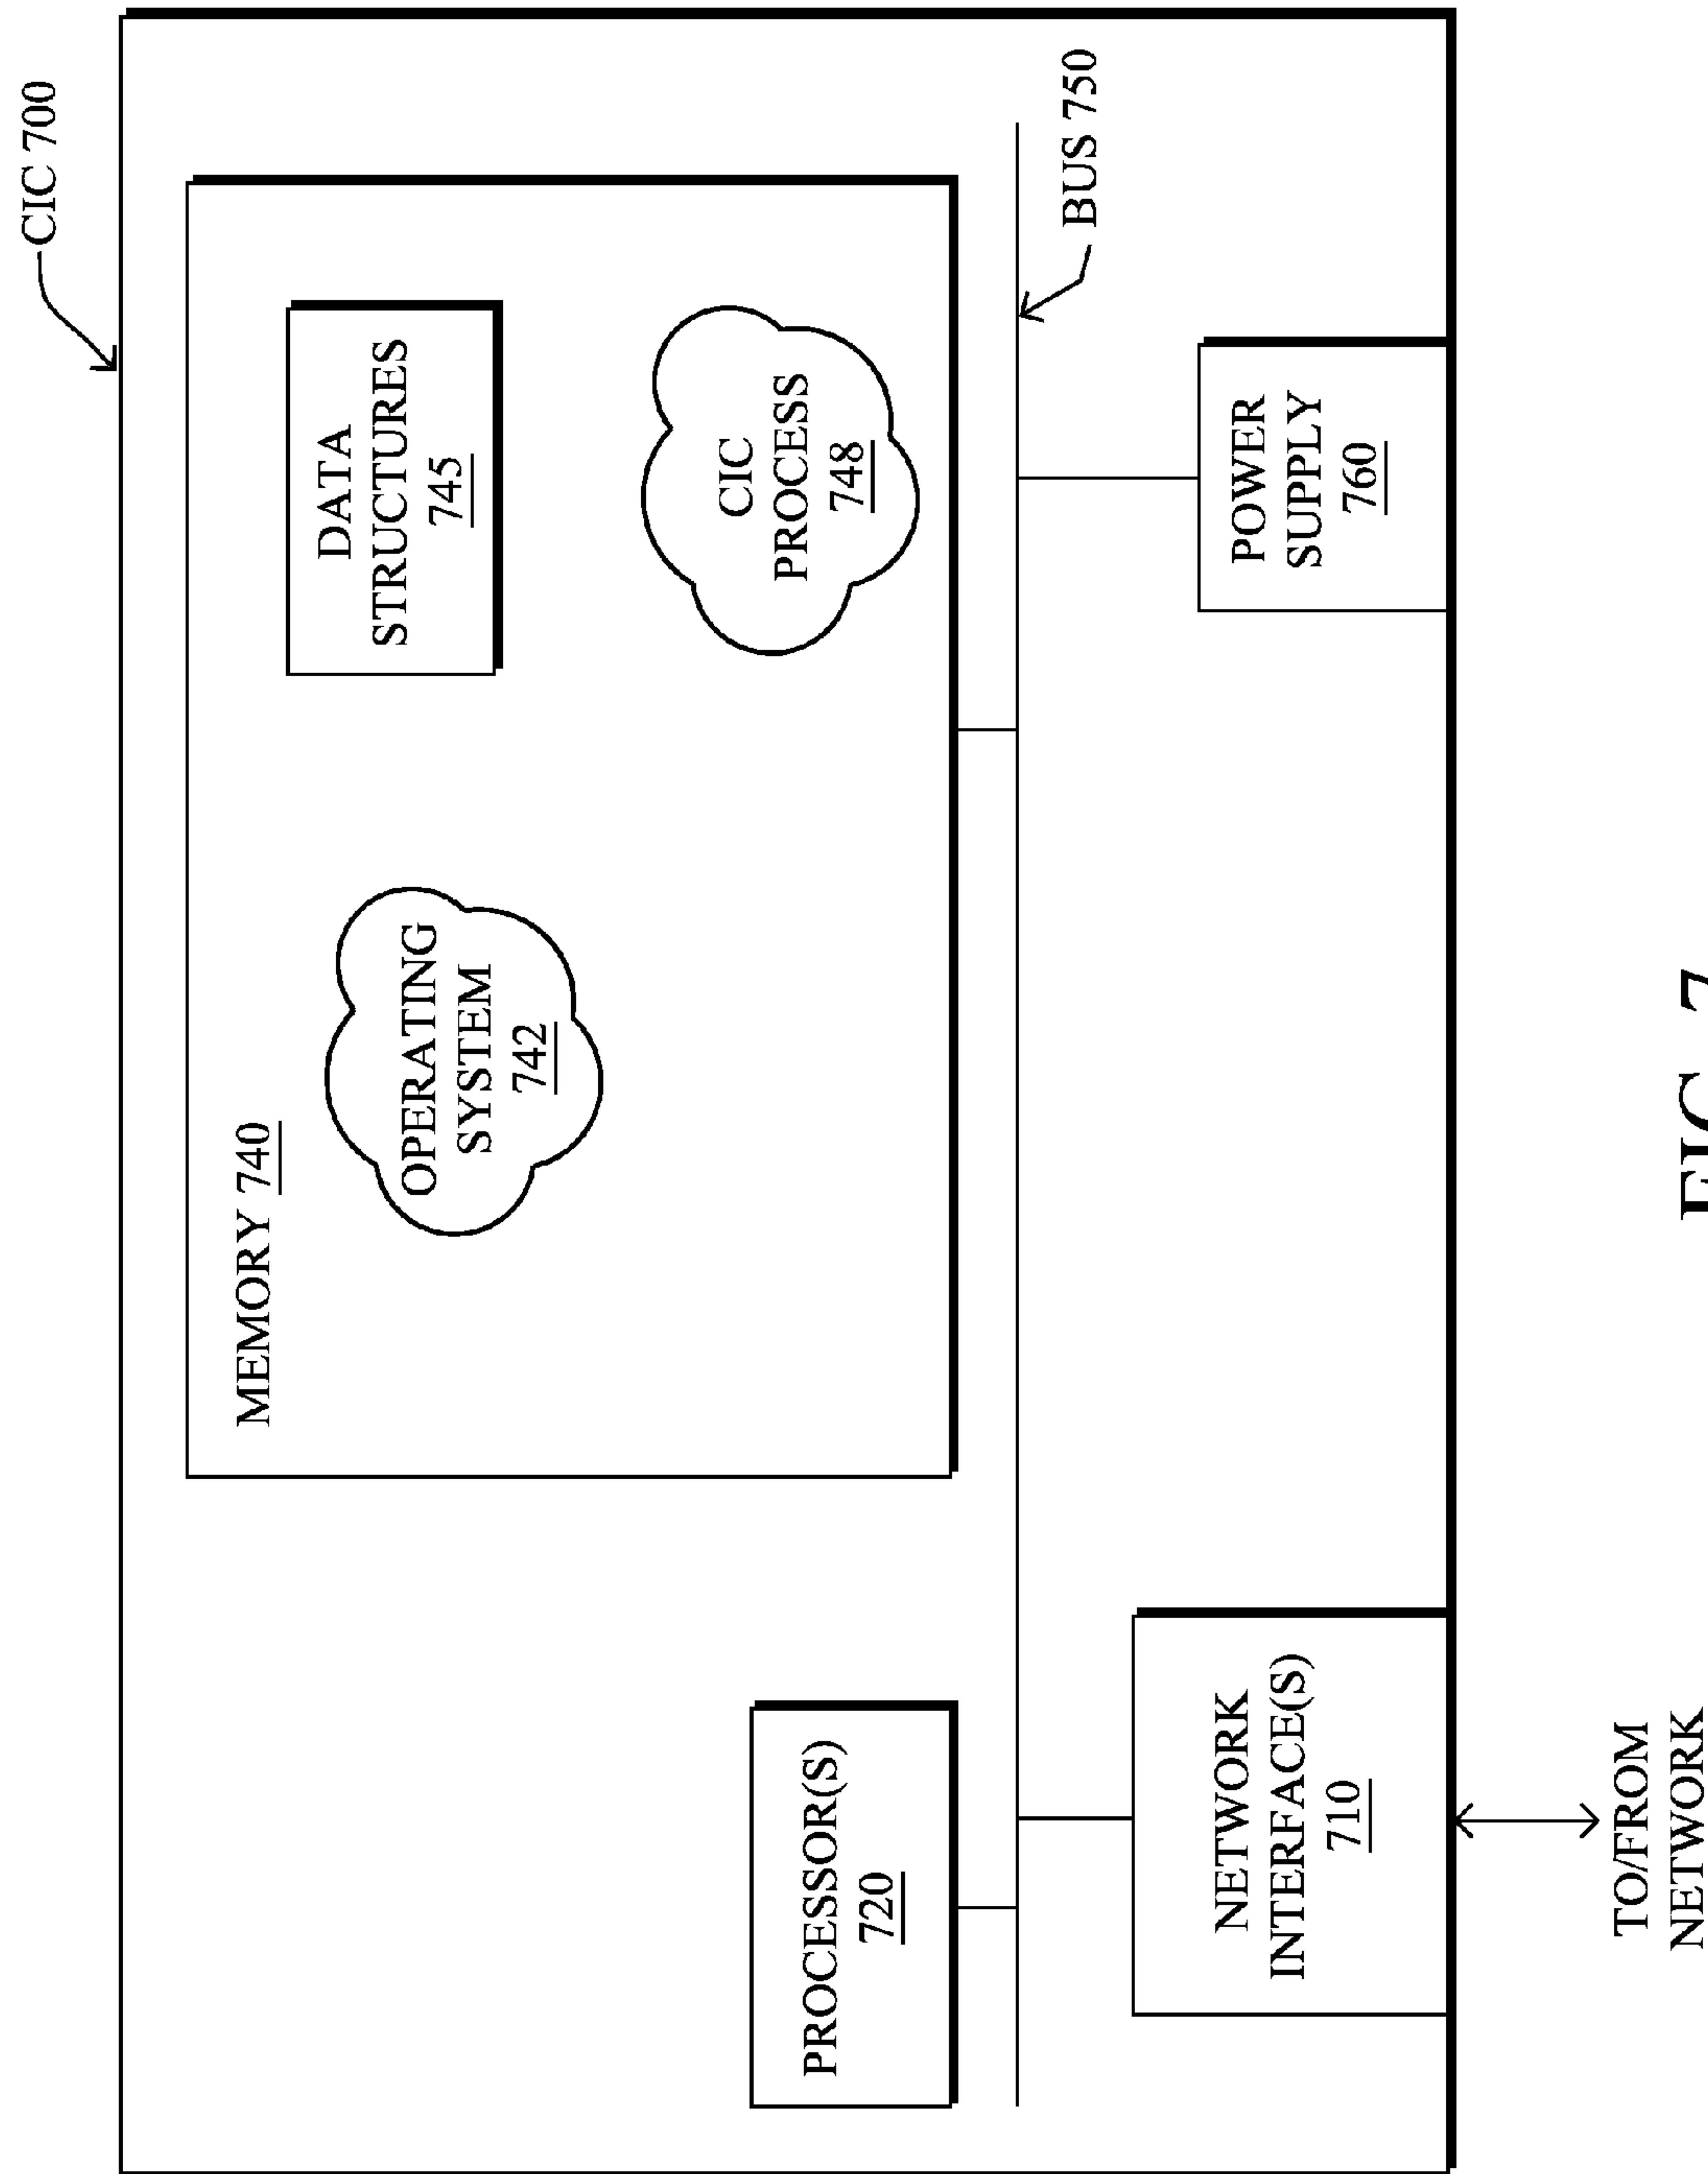 CIC 700
MEMORY 740
OPERATING
SYSTEM
742
DATA
STRUCTURES
745
CIC
PROCESS
748
PROCESSOR(S)
720
BUS 750
NETWORK
INTERFACE(S)
710
POWER
SUPPLY
760
TO/FROM
NETWORK
FIG. 7